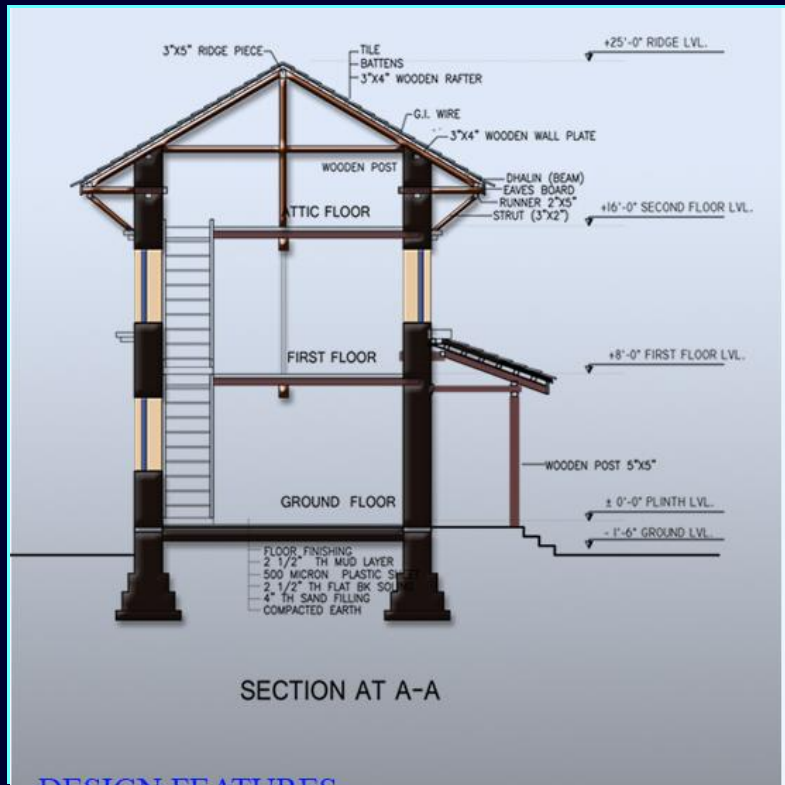 +25'-0" RIDGE LVL.
3"X5" RIDGE PIECE
TILE
BATTENS
3"X4" WOODEN RAFTER
G.I. WIRE
3"X4" WOODEN WALL PLATE
WOODEN POST
DHALIN (BEAM)
EAVES BOARD
RUNNER 2"X5"
STRUT (3"X2")
+16'-0" SECOND FLOOR LVL.
ATTIC FLOOR
FIRST FLOOR
+8'-0" FIRST FLOOR LVL.
WOODEN POST 5"X5"
GROUND FLOOR
± 0'-0" PLINTH LVL.
- 1'-6" GROUND LVL.
FLOOR FINISHING
2 1/2" TH MUD LAYER
500 MICRON PLASTIC
2 1/2" TH FLAT BK
4" TH SAND FILLING
COMPACTED EARTH
SECTION AT A-A
DESIGN FEATURES